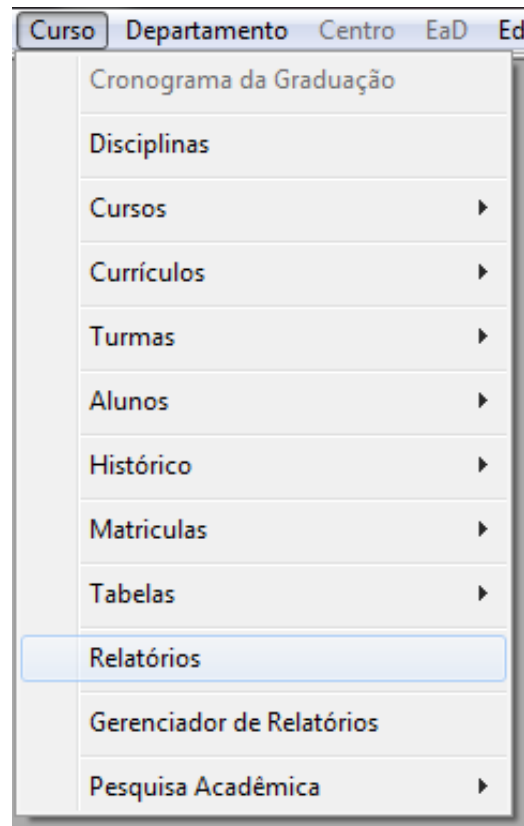 Curso Departamento Centro EaD Ed
Cronograma da Graduação
Disciplinas
Cursos
Currículos
Turmas
Alunos
Histórico
Matriculas
Tabelas
Relatórios
Gerenciador de Relatórios
Pesquisa Acadêmica